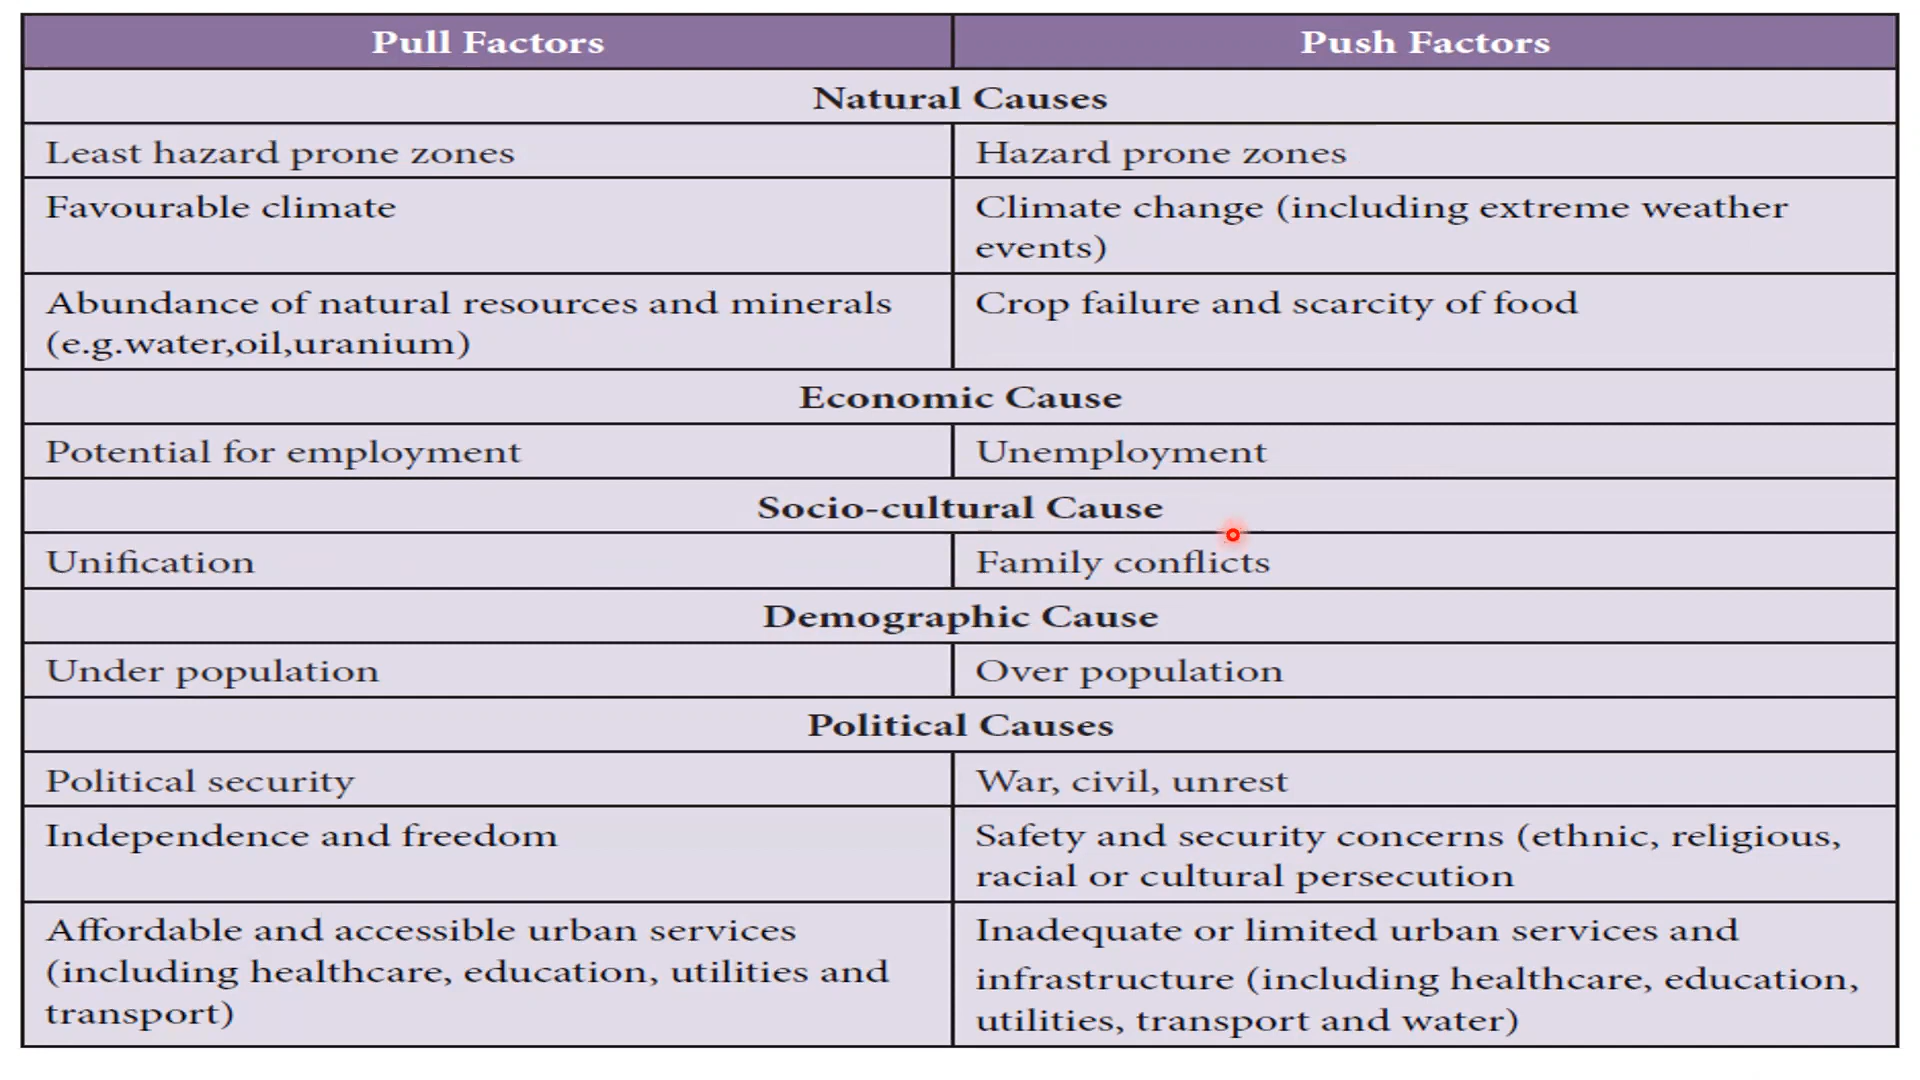 Pull Factors
Push Factors
Natural Causes
Least hazard prone zones
Hazard prone zones
Favourable climate
Climate change (including extreme weather
events)
Abundance of natural resources and minerals
(e.g.water,oil,uranium)
Crop failure and scarcity of food
Economic Cause
Potential for employment
Unemployment
Socio-cultural Cause
Unification
Family conflicts
Demographic Cause
Under population
Over population
Political Causes
Political security
War, civil, unrest
Independence and freedom
Safety and security concerns (ethnic, religious,
racial or cultural persecution
Affordable and accessible urban services
(including healthcare, education, utilities and
transport)
Inadequate or limited urban services and
infrastructure (including healthcare, education,
utilities, transport and water)